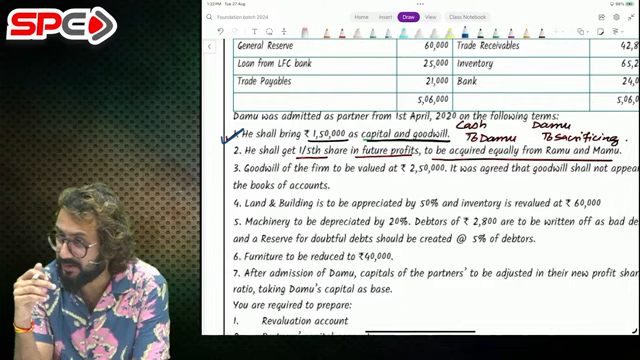 SPC
1:23 PM Tue 27 Aug
88%
Foundation batch 2024
Home Insert Draw View Class Notebook
General Reserve 60,000 Trade Receivables 42,8
Loan from LFC bank 25,000 Inventory 65,2
Trade Payables 21,000 Bank 24,0
5,06,000 5,06,0
Damu was admitted as partner from 1st April, 2020 on the following terms:
Cash Damu
1. He shall bring ₹ 1,50,000 as capital and goodwill. To Damu To Sacrificing.
2. He shall get 1/5th share in future profits, to be acquired equally from Ramu and Mamu.
3. Goodwill of the firm to be valued at ₹ 2,50,000. It was agreed that goodwill shall not appear
the books of accounts.
4. Land & Building is to be appreciated by 50% and inventory is revalued at ₹ 60,000
5. Machinery to be depreciated by 20%. Debtors of ₹ 2,800 are to be written off as bad de
and a Reserve for doubtful debts should be created @ 5% of debtors.
6. Furniture to be reduced to ₹40,000.
7. After admission of Damu, capitals of the partners' to be adjusted in their new profit shar
ratio, taking Damu's capital as base.
You are required to prepare:
1. Revaluation account